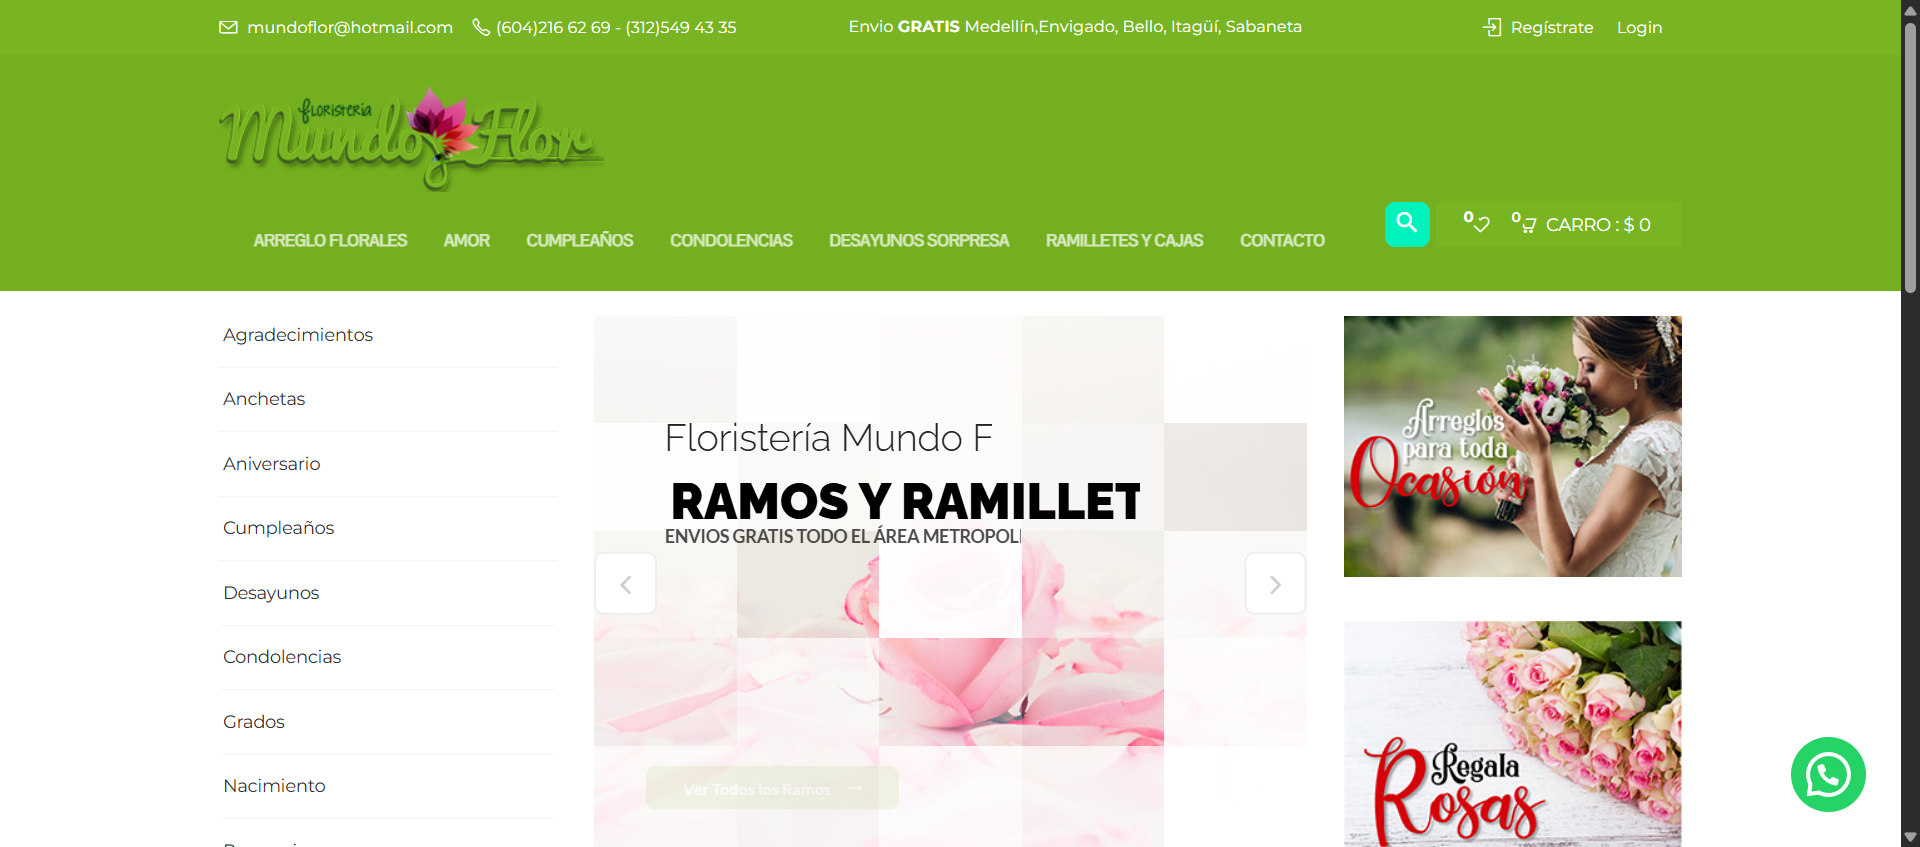 mundoflor@hotmail.com
(604)216 62 69 - (312)549 43 35
Envio GRATIS Medellín,Envigado, Bello, Itagüí, Sabaneta
Regístrate
Login
Floristería
Mundo Flor
ARREGLO FLORALES
AMOR
CUMPLEAÑOS
CONDOLENCIAS
DESAYUNOS SORPRESA
RAMILLETES Y CAJAS
CONTACTO
0
0
CARRO : $ 0
Agradecimientos
Anchetas
Aniversario
Cumpleaños
Desayunos
Condolencias
Grados
Nacimiento
Floristería Mundo F
RAMOS Y RAMILLET
ENVIOS GRATIS TODO EL ÁREA METROPOL
Ver Todos los Ramos
Arreglos
para toda
Ocasión
Regala
Rosas